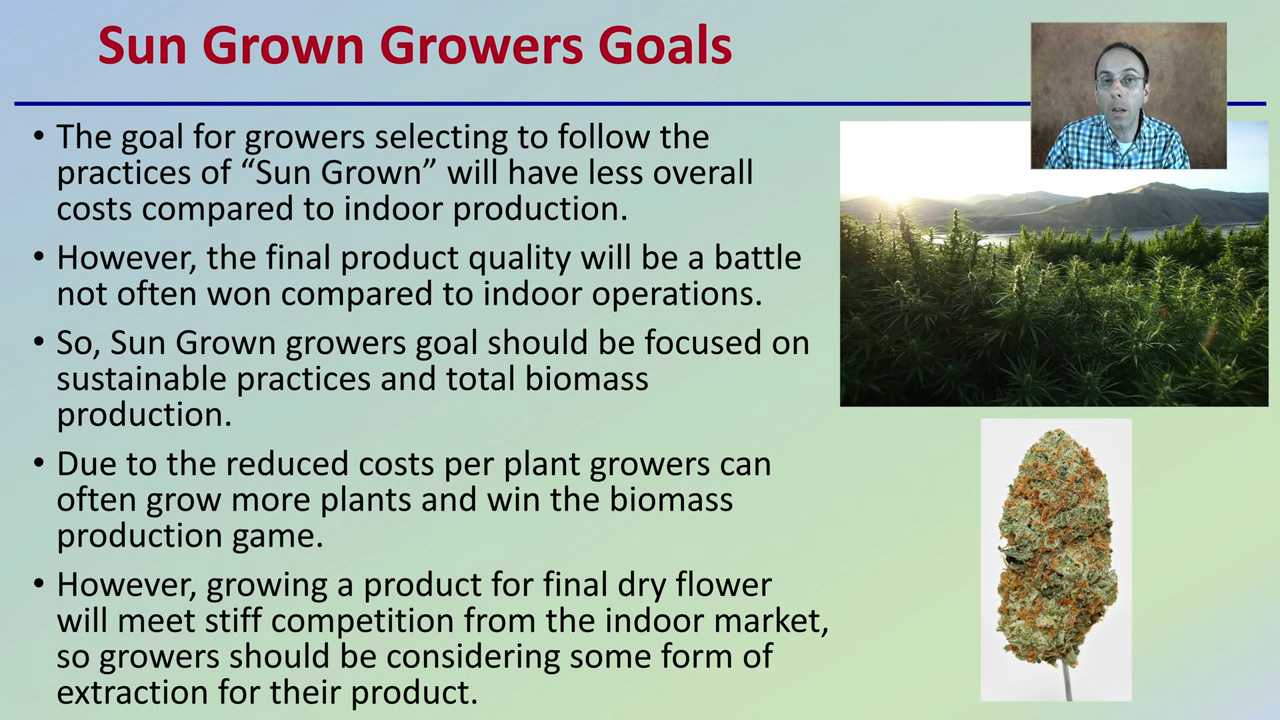 Sun Grown Growers Goals
• The goal for growers selecting to follow the
practices of “Sun Grown” will have less overall
costs compared to indoor production.
• However, the final product quality will be a battle
not often won compared to indoor operations.
• So, Sun Grown growers goal should be focused on
sustainable practices and total biomass
production.
• Due to the reduced costs per plant growers can
often grow more plants and win the biomass
production game.
• However, growing a product for final dry flower
will meet stiff competition from the indoor market,
so growers should be considering some form of
extraction for their product.